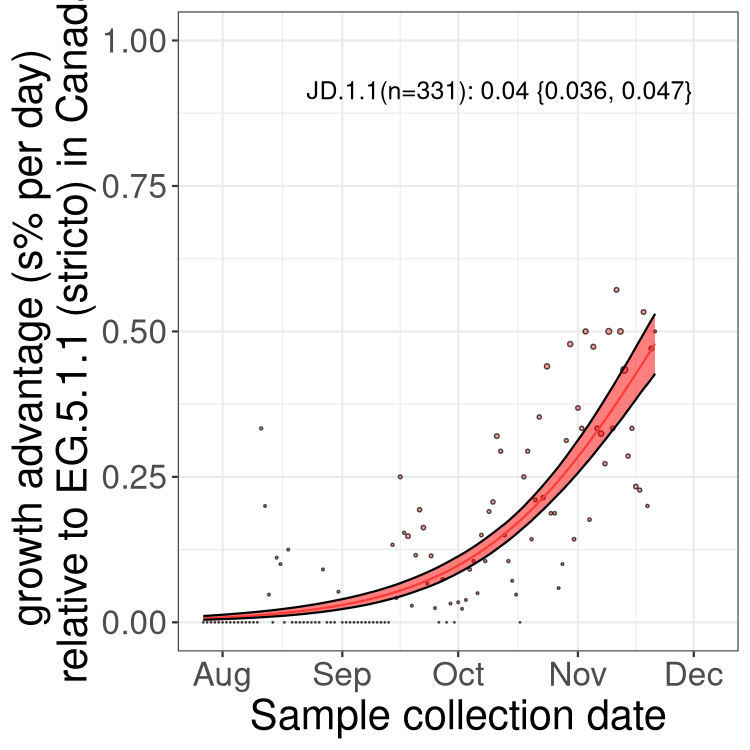 growth advantage (s% per day)
relative to EG.5.1.1 (stricto) in Canada
1.00
0.75
0.50
0.25
0.00
JD.1.1(n=331): 0.04 {0.036, 0.047}
Aug Sep Oct Nov Dec
Sample collection date